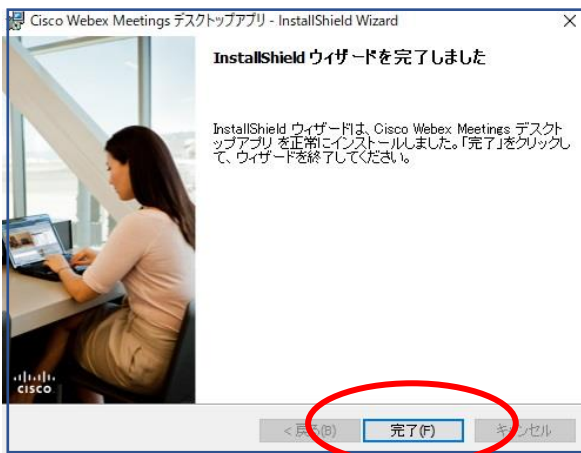 Cisco Webex Meetings デスクトップアプリ - InstallShield Wizard
InstallShield ウィザードを完了しました
InstallShield ウィザードは、Cisco Webex Meetings デスクト
ップアプリ を正常にインストールしました。「完了」をクリックし
て、ウィザードを終了してください。
CISCO
< 戻る(B) 完了(F) キャンセル